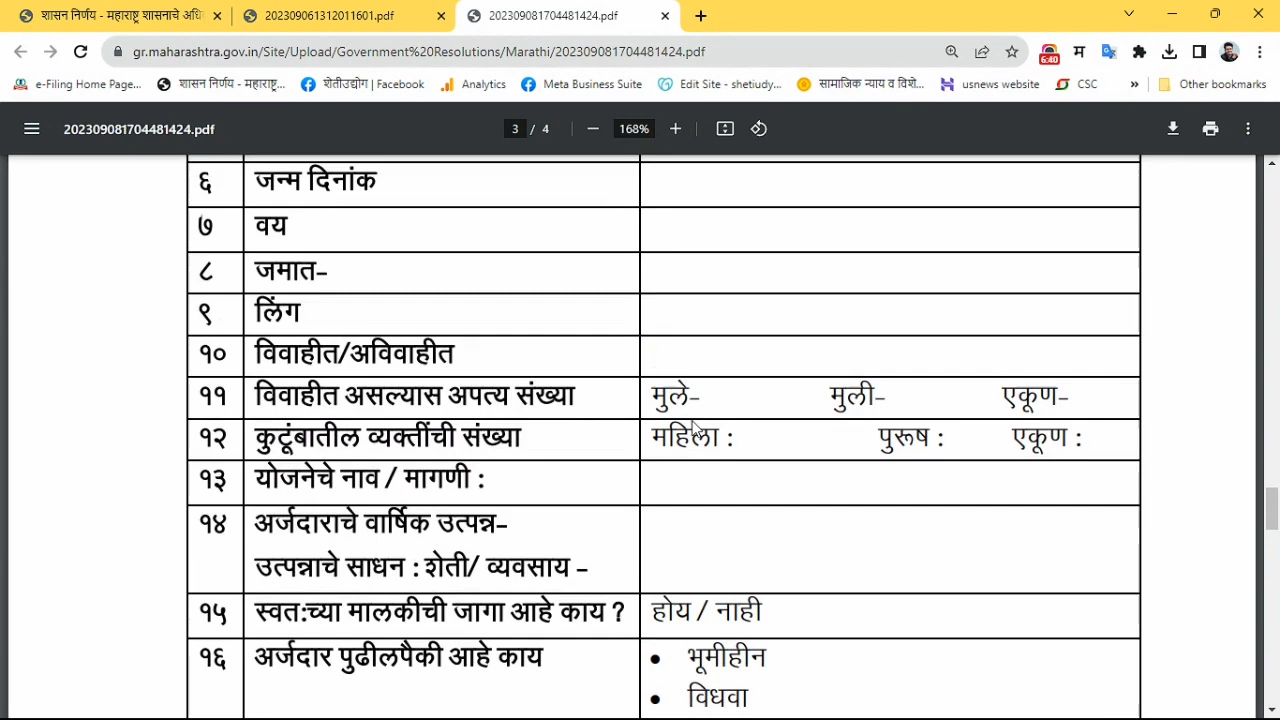 शासन निर्णय - महाराष्ट्र शासनाचे अधि
202309061312011601.pdf
202309081704481424.pdf
gr.maharashtra.gov.in/Site/Upload/Government%20Resolutions/Marathi/202309081704481424.pdf
6:40
म
e-Filing Home Page...
शासन निर्णय - महाराष्ट्र...
शेतीउद्योग | Facebook
Analytics
Meta Business Suite
Edit Site - shetiudy...
सामाजिक न्याय व विशे...
usnews website
CSC
»
Other bookmarks
202309081704481424.pdf
3 / 4
168%
६ जन्म दिनांक
७ वय
८ जमात-
९ लिंग
१० विवाहीत/अविवाहीत
११ विवाहीत असल्यास अपत्य संख्या मुले- मुली- एकूण-
१२ कुटूंबातील व्यक्तींची संख्या महिला : पुरूष : एकूण :
१३ योजनेचे नाव / मागणी :
१४ अर्जदाराचे वार्षिक उत्पन्न-
उत्पन्नाचे साधन : शेती/ व्यवसाय -
१५ स्वत:च्या मालकीची जागा आहे काय ? होय / नाही
१६ अर्जदार पुढीलपैकी आहे काय • भूमीहीन
• विधवा